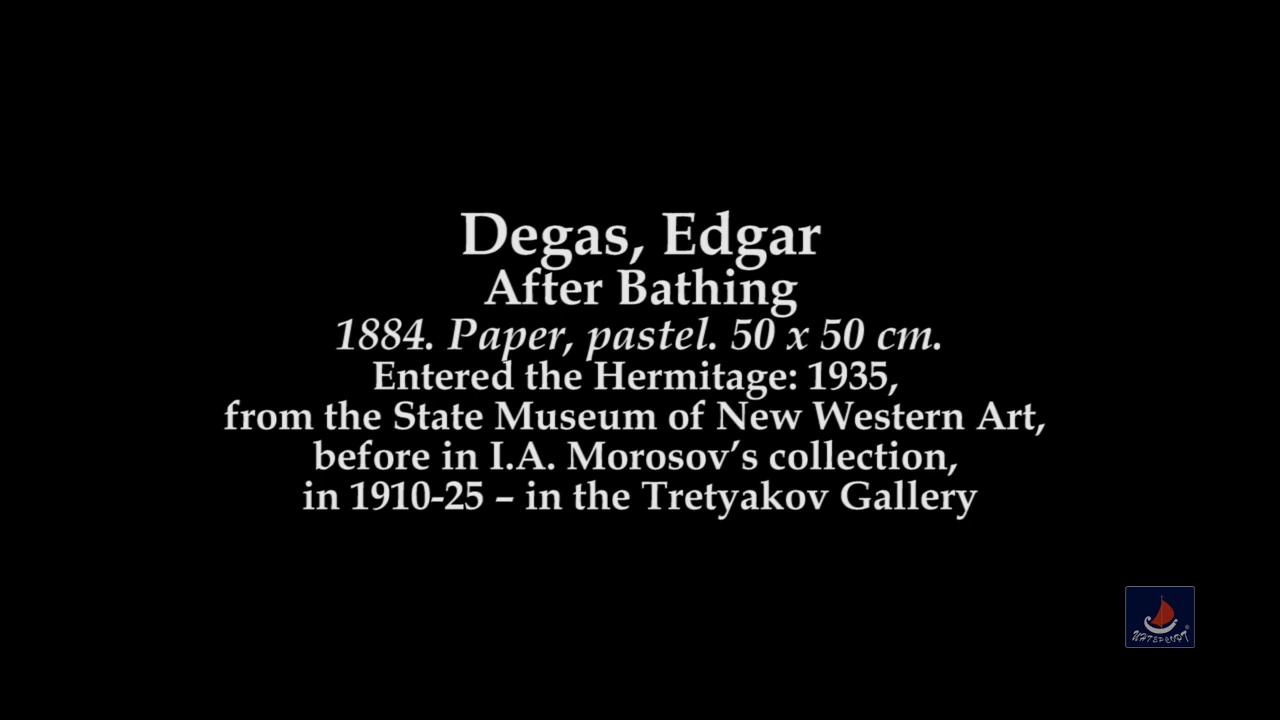 Degas, Edgar
After Bathing
1884. Paper, pastel. 50 x 50 cm.
Entered the Hermitage: 1935,
from the State Museum of New Western Art,
before in I.A. Morosov’s collection,
in 1910-25 – in the Tretyakov Gallery